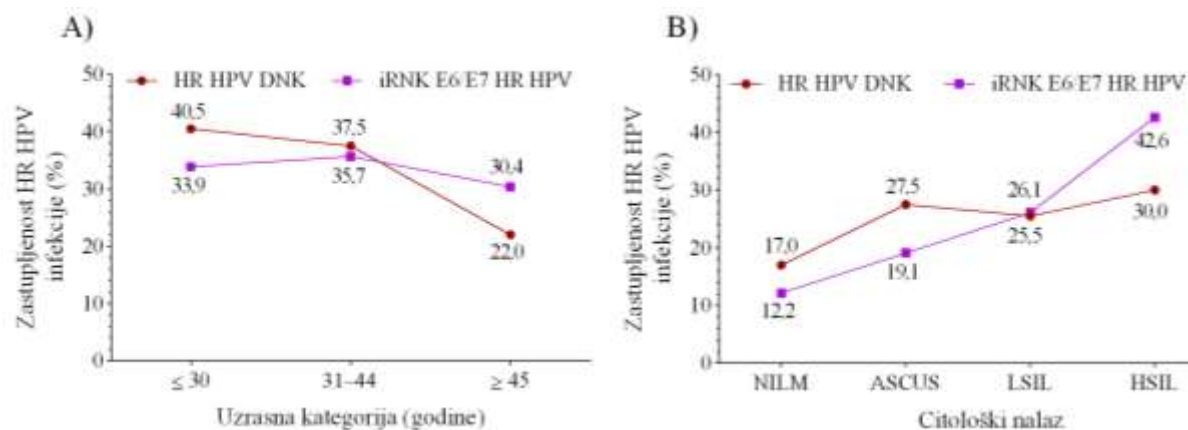 A)
HR HPV DNK
iRNK E6/E7 HR HPV
Zastupljenost HR HPV
infekcije (%)
50
40
30
20
10
0
40,5
37,5
33,9
35,7
30,4
22,0
≤ 30
31–44
≥ 45
Uzrasna kategorija (godine)
B)
HR HPV DNK
iRNK E6/E7 HR HPV
Zastupljenost HR HPV
infekcije (%)
50
40
30
20
10
0
17,0
27,5
26,1
42,6
12,2
19,1
25,5
30,0
NILM
ASCUS
LSIL
HSIL
Citološki nalaz